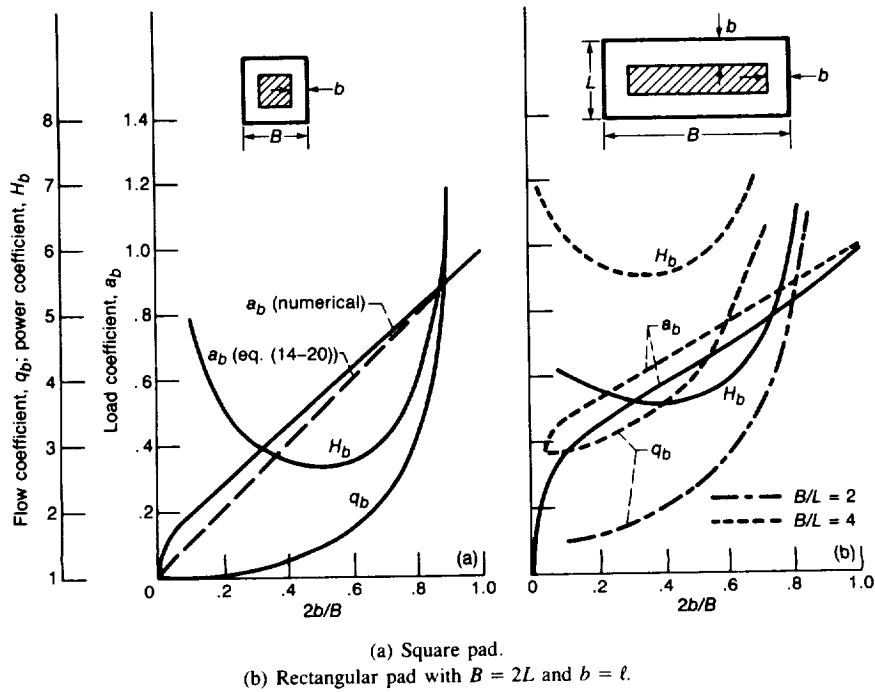 Flow coefficient, q_b; power coefficient, H_b
8
7
6
5
4
3
2
1
Load coefficient, a_b
1.4
1.2
1.0
.8
.6
.4
.2
0
b
B
a_b (numerical)
a_b (eq. (14–20))
H_b
q_b
(a)
.2 .4 .6 .8 1.0
2b/B
b
L
b
B
H_b
a_b
H_b
q_b
B/L = 2
B/L = 4
(b)
0 .2 .4 .6 .8 1.0
2b/B
(a) Square pad.
(b) Rectangular pad with B = 2L and b = ℓ.